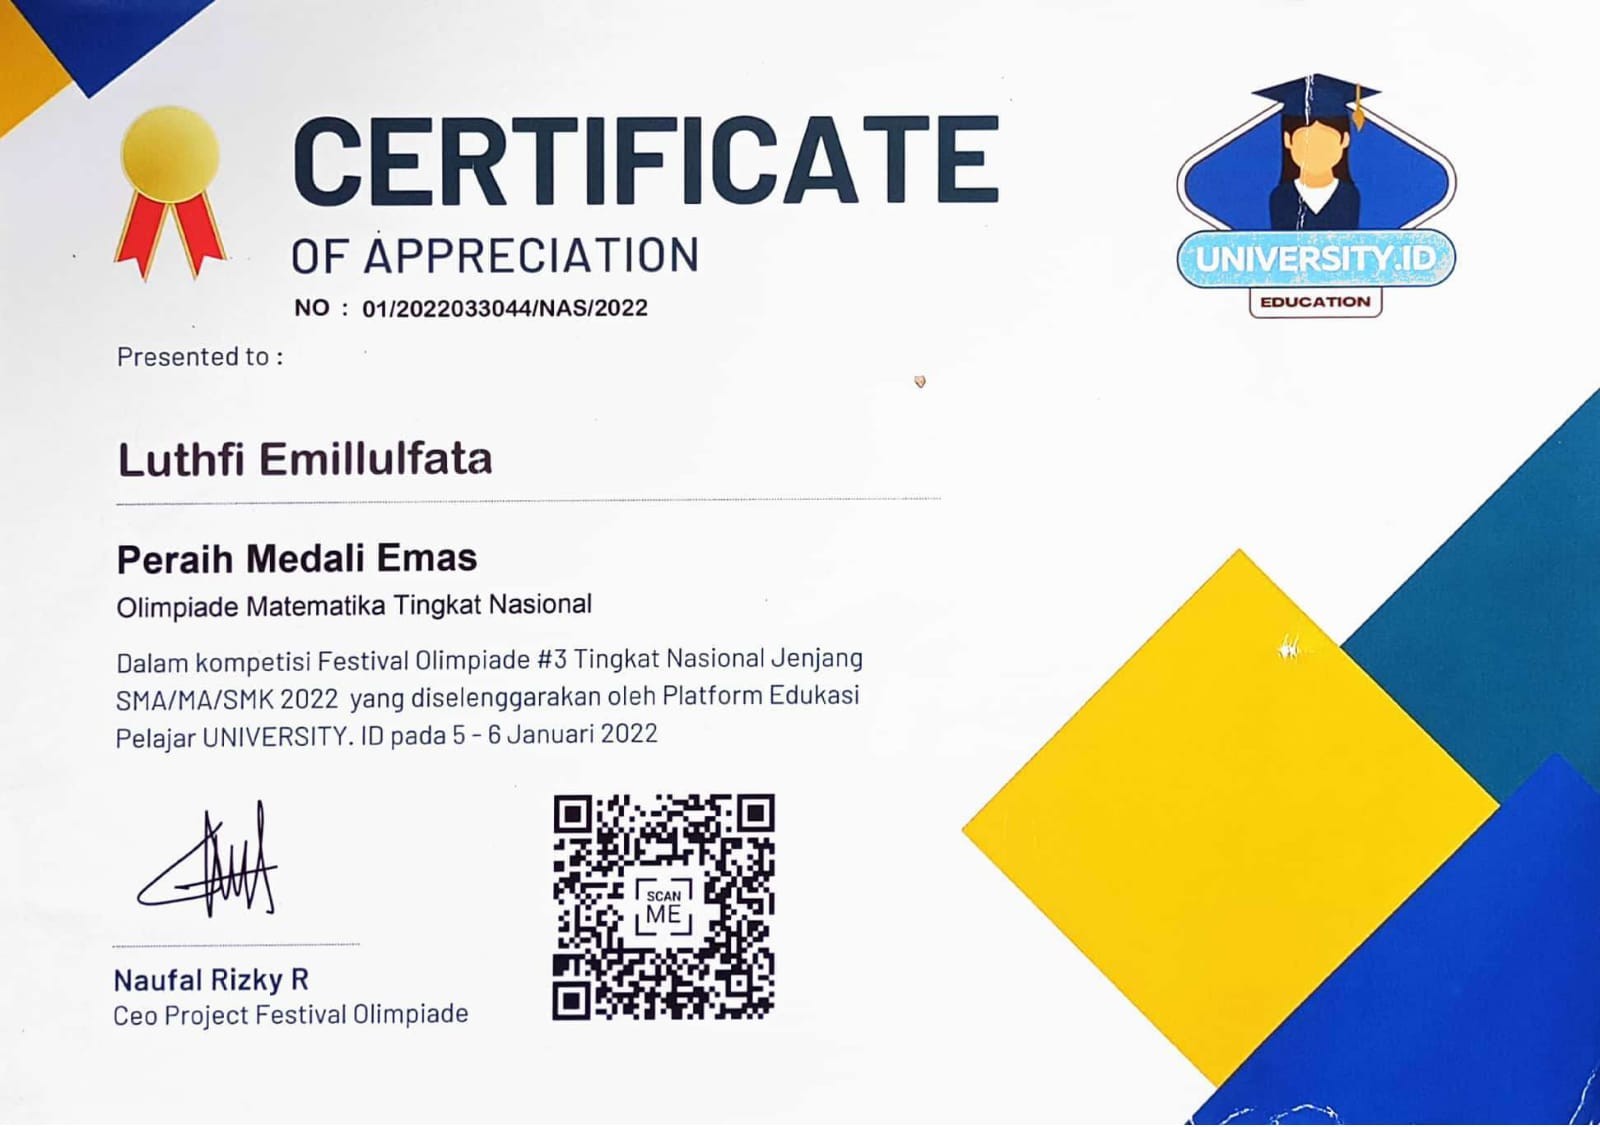 CERTIFICATE
OF APPRECIATION
NO : 01/2022033044/NAS/2022
UNIVERSITY.ID
EDUCATION
Presented to :
Luthfi Emillulfata
Peraih Medali Emas
Olimpiade Matematika Tingkat Nasional
Dalam kompetisi Festival Olimpiade #3 Tingkat Nasional Jenjang
SMA/MA/SMK 2022 yang diselenggarakan oleh Platform Edukasi
Pelajar UNIVERSITY. ID pada 5 - 6 Januari 2022
SCAN
ME
Naufal Rizky R
Ceo Project Festival Olimpiade